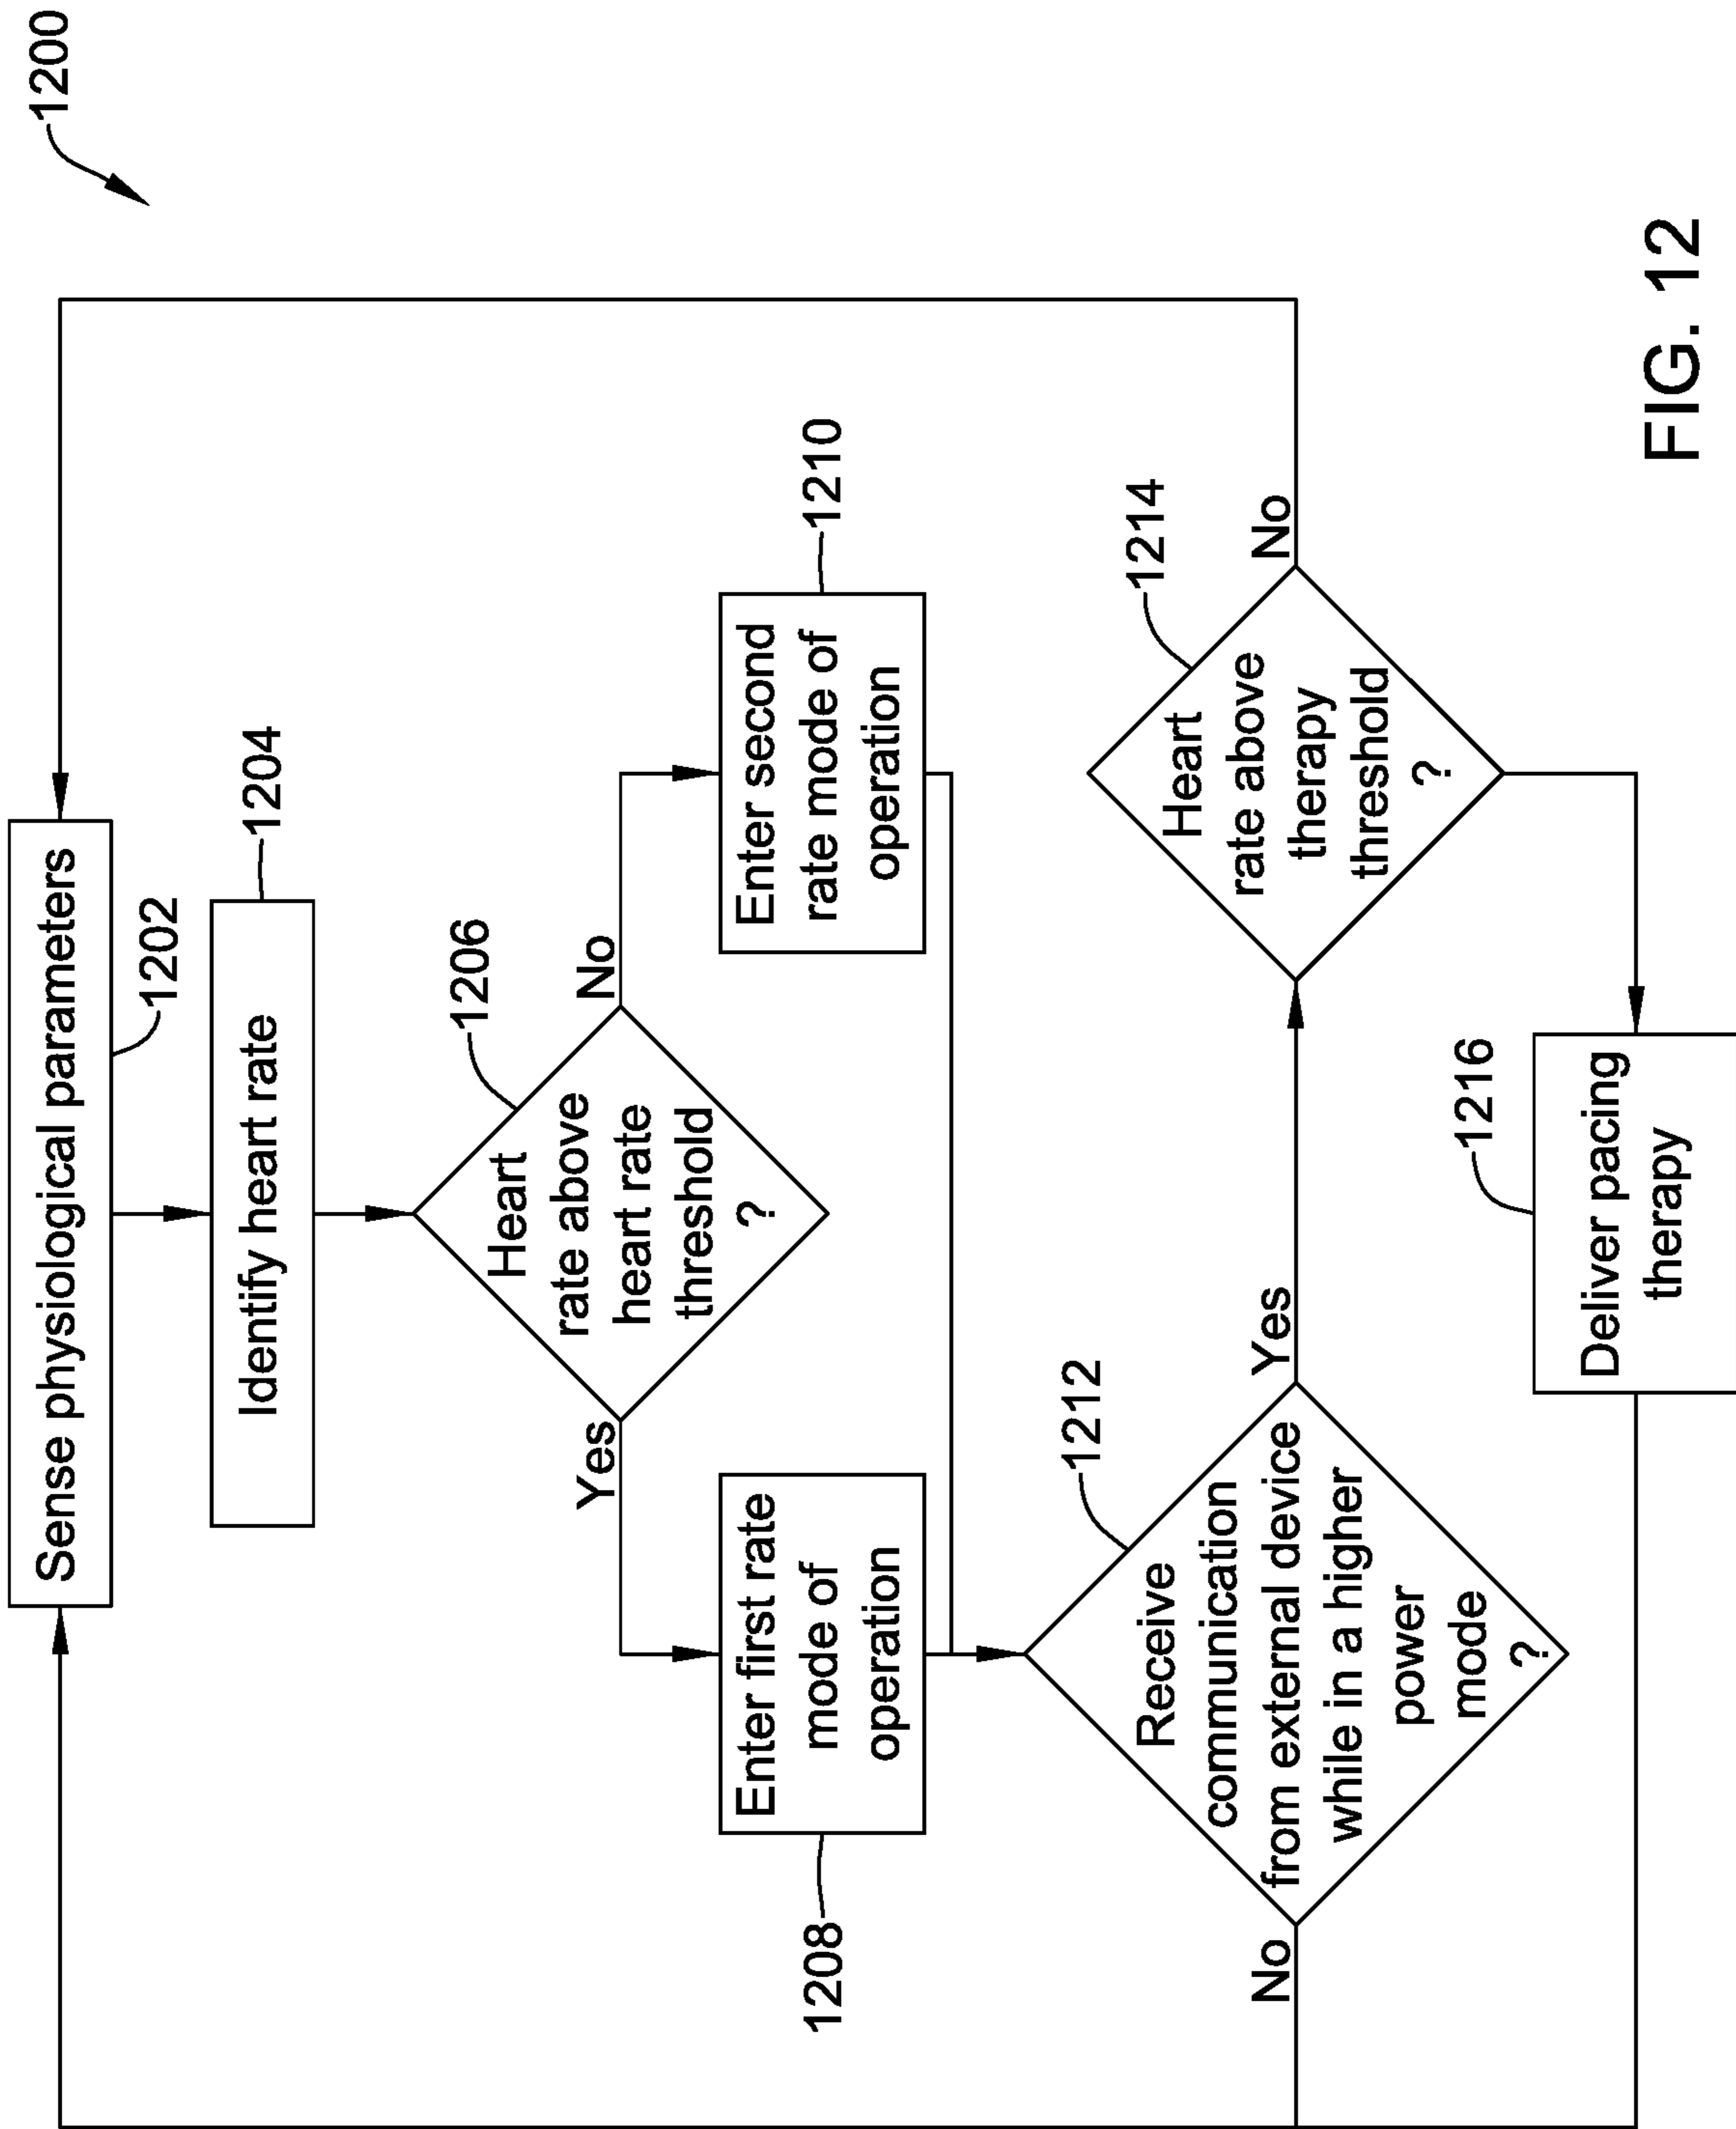 1200
Sense physiological parameters
1202
Identify heart rate
1204
Heart
rate above
heart rate
threshold
?
1206
Yes
No
Enter first rate
mode of
operation
1208
Enter second
rate mode of
operation
1210
Receive
communication
from external device
while in a higher
power
mode
?
1212
No
Yes
Heart
rate above
therapy
threshold
?
1214
No
Deliver pacing
therapy
1216
FIG. 12